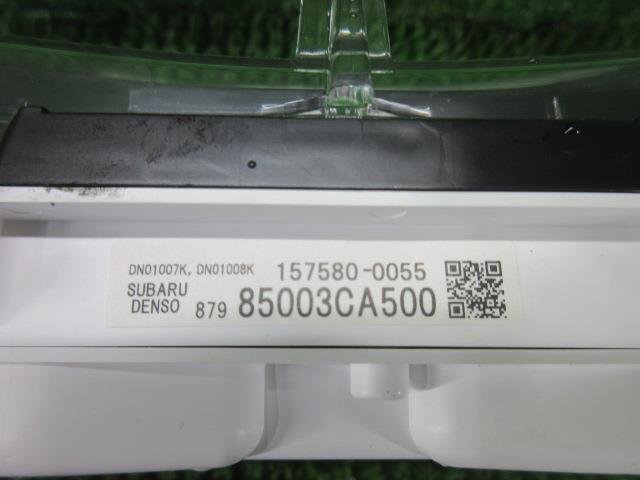 DN01007K, DN01008K 157580-0055
SUBARU
DENSO 879 85003CA500